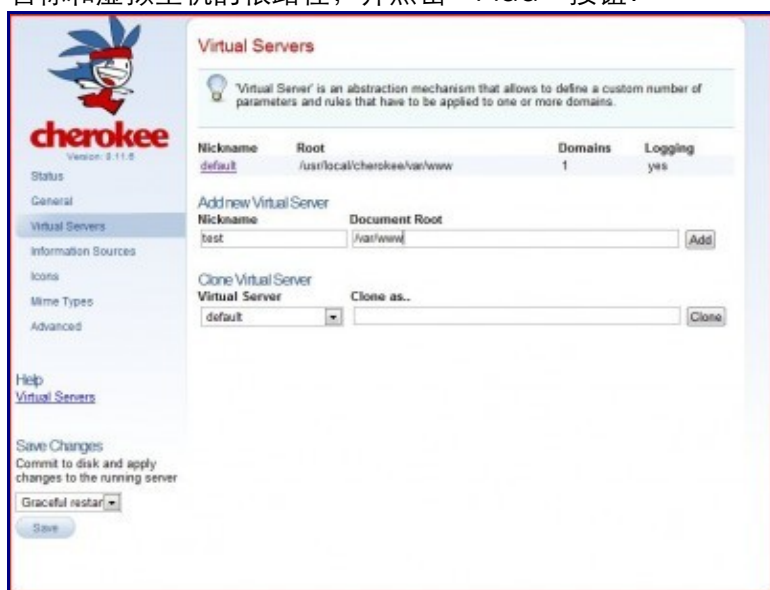 Virtual Servers
'Virtual Server' is an abstraction mechanism that allows to define a custom number of
parameters and rules that have to be applied to one or more domains.
cherokee
Version: 0.11.6
Nickname Root Domains Logging
default /usr/local/cherokee/var/www 1 yes
Status
General
Virtual Servers
Information Sources
Icons
Mime Types
Advanced
Add new Virtual Server
Nickname Document Root
test /var/www Add
Clone Virtual Server
Virtual Server Clone as..
default Clone
Help
Virtual Servers
Save Changes
Commit to disk and apply
changes to the running server
Graceful restar
Save